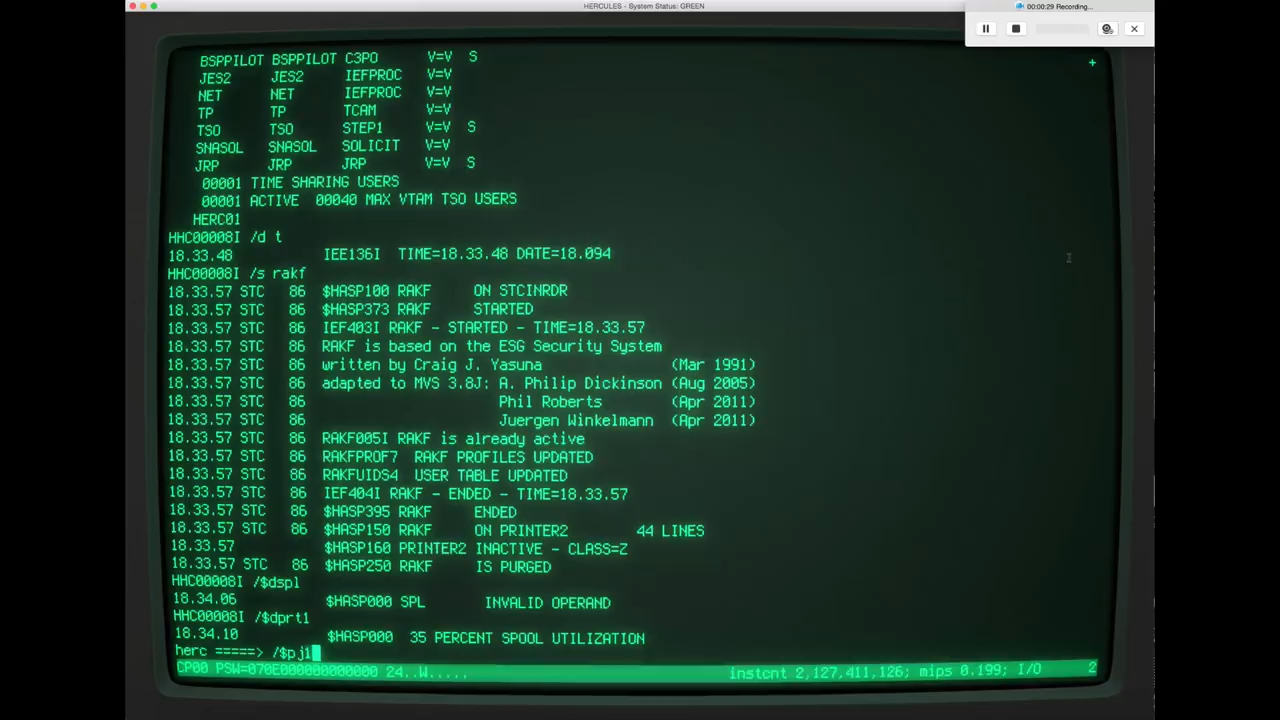 HERCULES - System Status: GREEN
00:00:29 Recording...
BSPPILOT BSPPILOT C3PO V=V S
JES2 JES2 IEFPROC V=V
NET NET IEFPROC V=V
TP TP TCAM V=V
TSO TSO STEP1 V=V S
SNASOL SNASOL SOLICIT V=V
JRP JRP JRP V=V S
00001 TIME SHARING USERS
00001 ACTIVE 00040 MAX VTAM TSO USERS
HERC01
HHC00008I /d t
18.33.48 IEE136I TIME=18.33.48 DATE=18.094
HHC00008I /s rakf
18.33.57 STC 86 $HASP100 RAKF ON STCINRDR
18.33.57 STC 86 $HASP373 RAKF STARTED
18.33.57 STC 86 IEF403I RAKF - STARTED - TIME=18.33.57
18.33.57 STC 86 RAKF is based on the ESG Security System
18.33.57 STC 86 written by Craig J. Yasuna (Mar 1991)
18.33.57 STC 86 adapted to MVS 3.8J: A. Philip Dickinson (Aug 2005)
18.33.57 STC 86 Phil Roberts (Apr 2011)
18.33.57 STC 86 Juergen Winkelmann (Apr 2011)
18.33.57 STC 86 RAKF005I RAKF is already active
18.33.57 STC 86 RAKFPROF7 RAKF PROFILES UPDATED
18.33.57 STC 86 RAKFUIDS4 USER TABLE UPDATED
18.33.57 STC 86 IEF404I RAKF - ENDED - TIME=18.33.57
18.33.57 STC 86 $HASP395 RAKF ENDED
18.33.57 STC 86 $HASP150 RAKF ON PRINTER2 44 LINES
18.33.57 $HASP160 PRINTER2 INACTIVE - CLASS=Z
18.33.57 STC 86 $HASP250 RAKF IS PURGED
HHC00008I /$dspl
18.34.06 $HASP000 SPL INVALID OPERAND
HHC00008I /$dprt1
18.34.10 $HASP000 35 PERCENT SPOOL UTILIZATION
herc =====> /$pj1
CP00 PSW=070E000000000000 24..W..... instcnt 2,127,411,126; mips 0.199; I/O 2